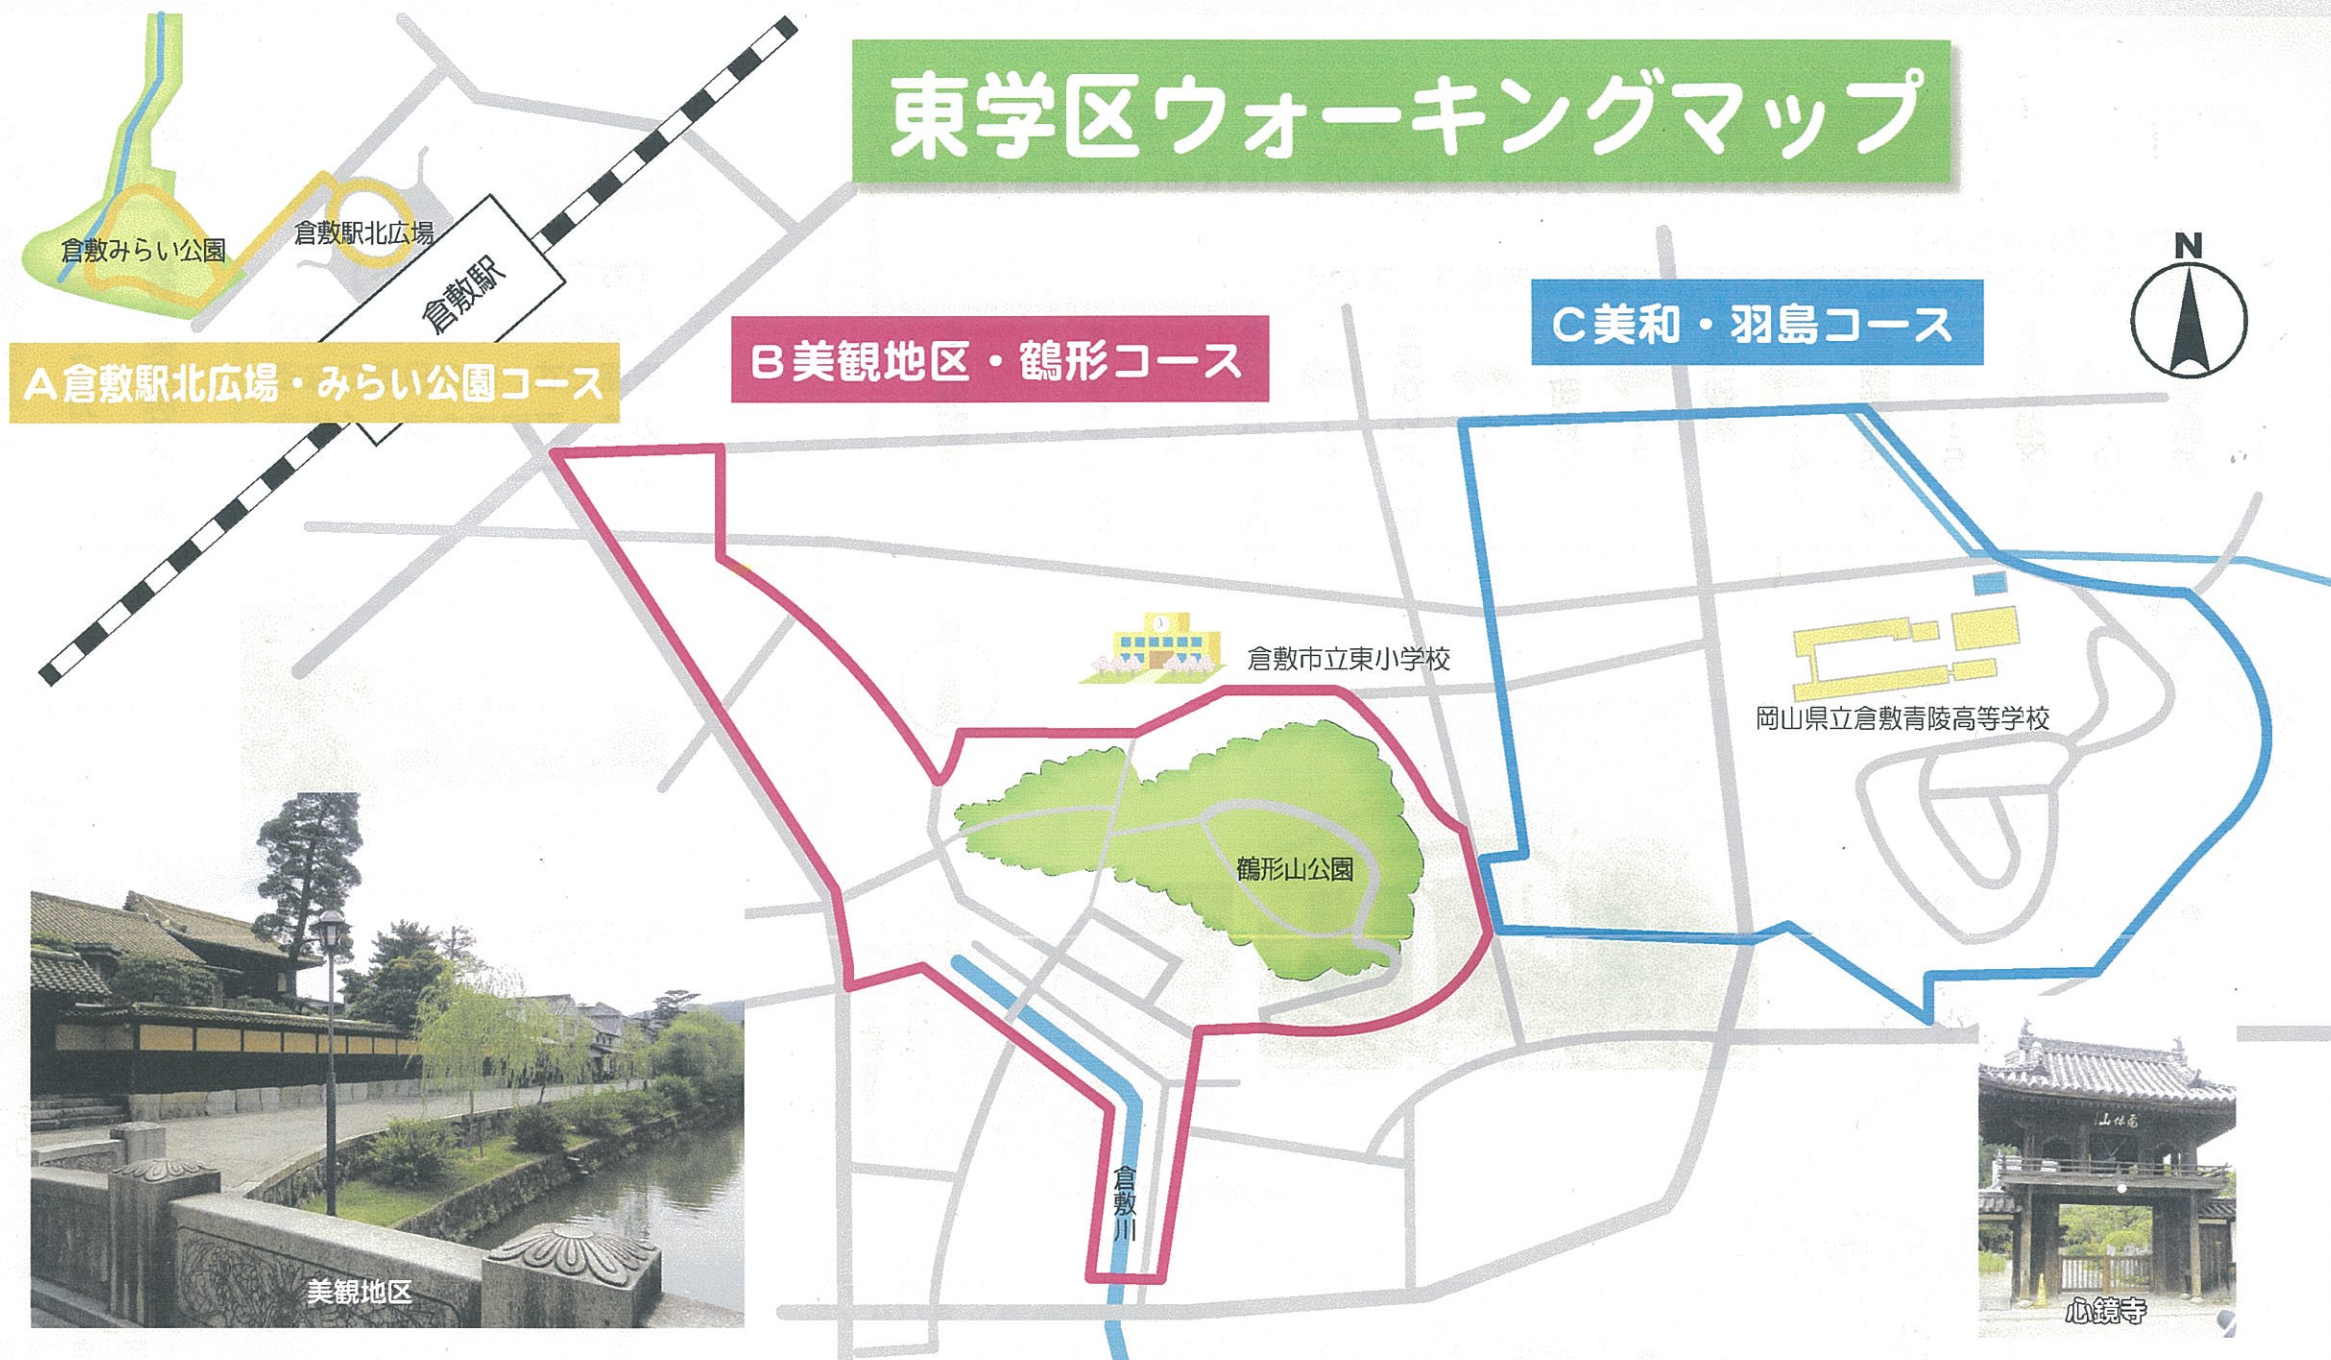 東学区ウォーキングマップ
倉敷みらい公園
倉敷駅北広場
倉敷駅
N
A倉敷駅北広場・みらい公園コース
B美観地区・鶴形コース
C美和・羽島コース
倉敷市立東小学校
岡山県立倉敷青陵高等学校
鶴形山公園
倉敷川
美観地区
心鏡寺